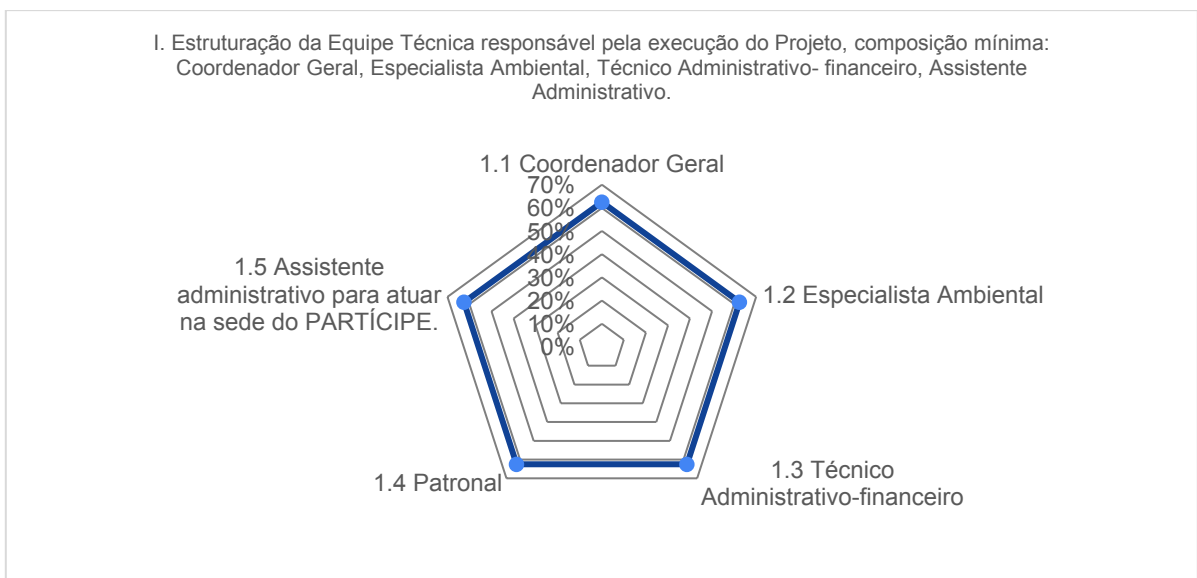 I. Estruturação da Equipe Técnica responsável pela execução do Projeto, composição mínima:
Coordenador Geral, Especialista Ambiental, Técnico Administrativo- financeiro, Assistente
Administrativo.
1.1 Coordenador Geral
70%
60%
50%
40%
30%
20%
10%
0%
1.2 Especialista Ambiental
1.3 Técnico
Administrativo-financeiro
1.4 Patronal
1.5 Assistente
administrativo para atuar
na sede do PARTÍCIPE.